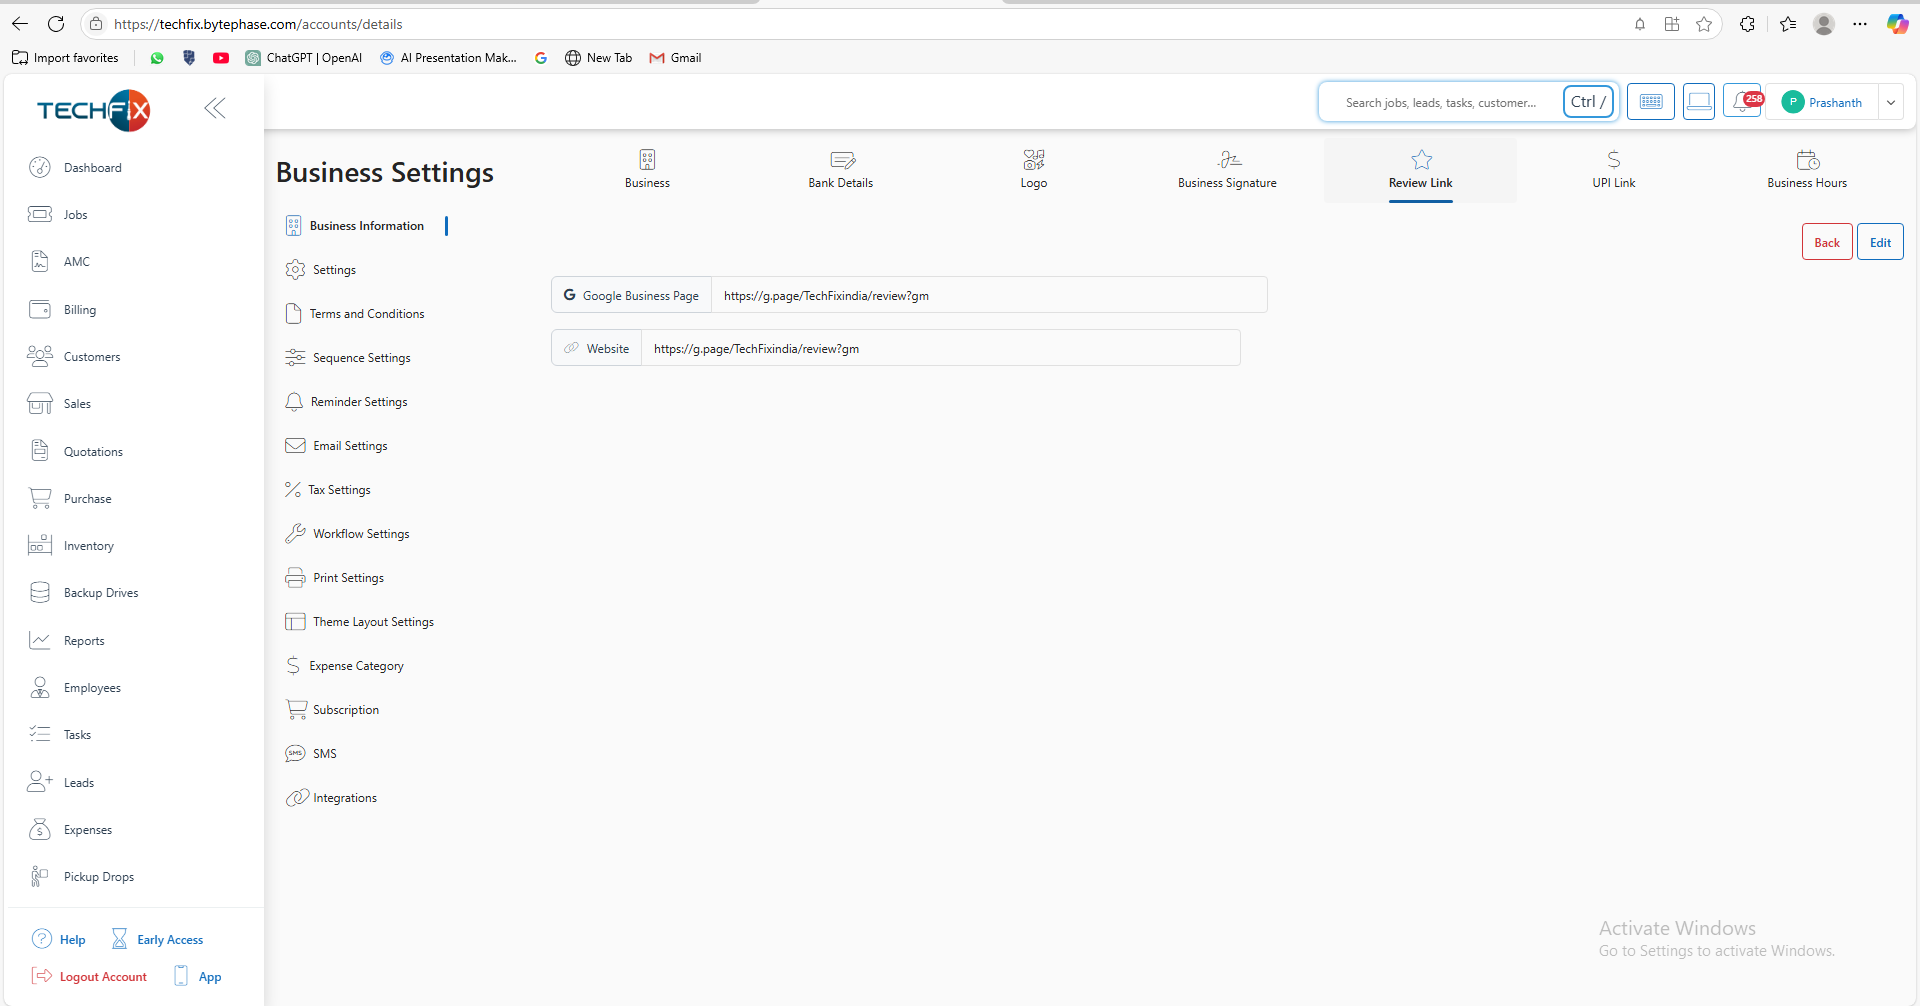 https://techfix.bytephase.com/accounts/details
Import favorites
ChatGPT | OpenAI
AI Presentation Mak...
New Tab
Gmail
TECHFIX
Search jobs, leads, tasks, customer...
Ctrl /
258
P
Prashanth
Dashboard
Jobs
AMC
Billing
Customers
Sales
Quotations
Purchase
Inventory
Backup Drives
Reports
Employees
Tasks
Leads
Expenses
Pickup Drops
Help
Early Access
Logout Account
App
Business Settings
Business
Bank Details
Logo
Business Signature
Review Link
UPI Link
Business Hours
Business Information
Settings
Terms and Conditions
Sequence Settings
Reminder Settings
Email Settings
Tax Settings
Workflow Settings
Print Settings
Theme Layout Settings
Expense Category
Subscription
SMS
SMS
Integrations
Back
Edit
Google Business Page
https://g.page/TechFixindia/review?gm
Website
https://g.page/TechFixindia/review?gm
Activate Windows
Go to Settings to activate Windows.